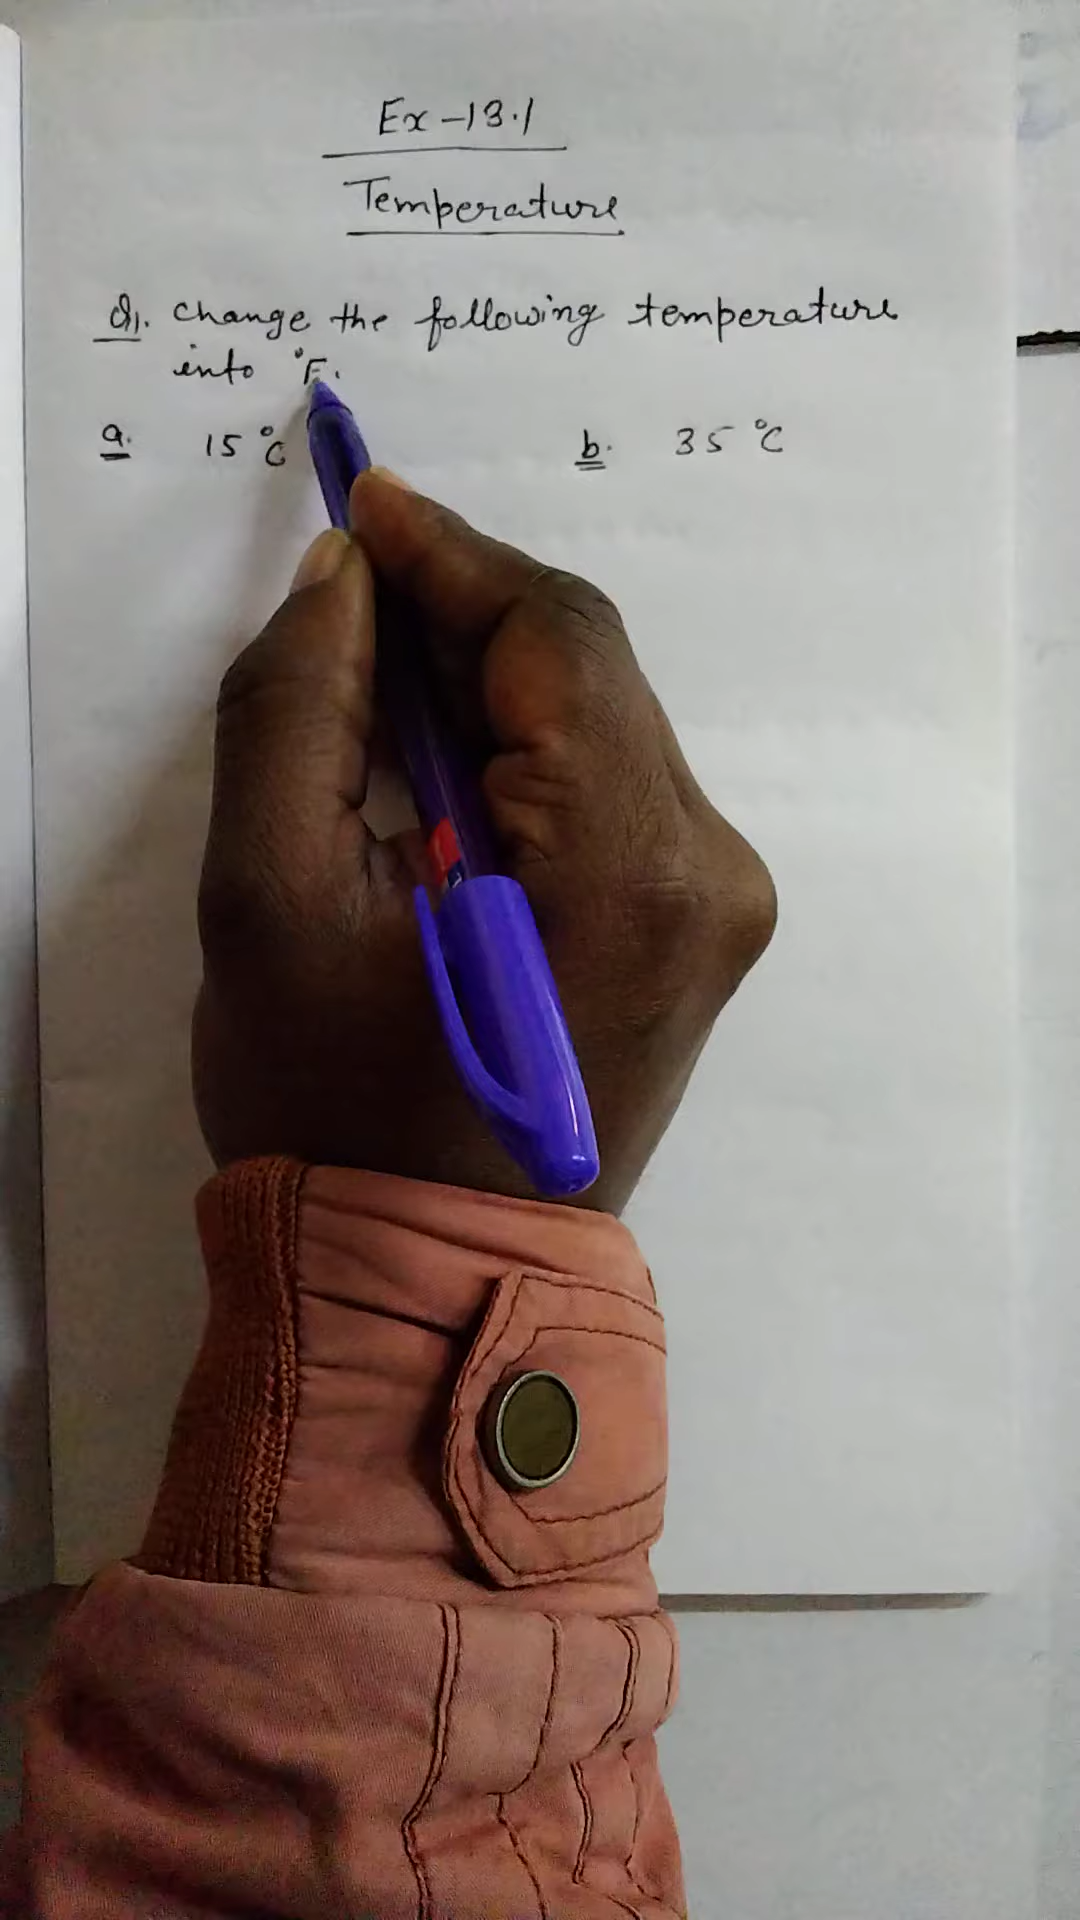 Ex-13.1
Temperature
Q1. Change the following temperature
into °F.
a. 15°C b. 35°C